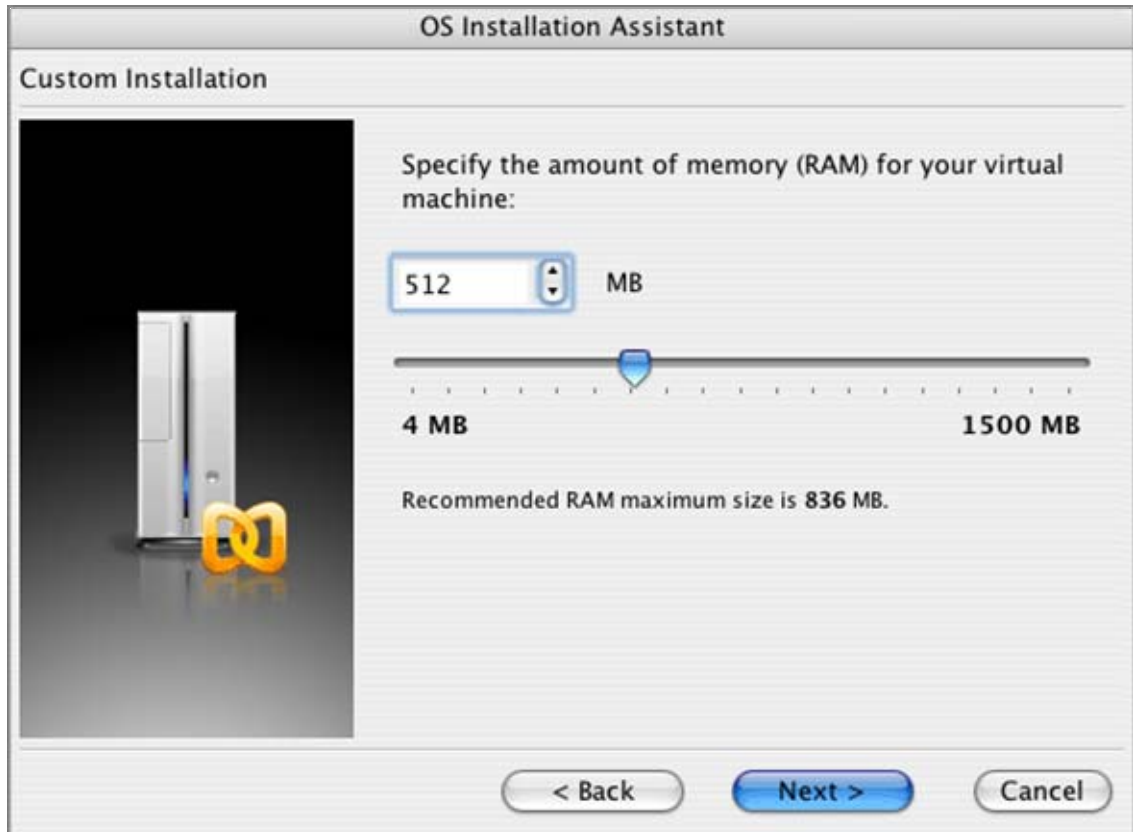 OS Installation Assistant
Custom Installation
Specify the amount of memory (RAM) for your virtual
machine:
512 MB
4 MB 1500 MB
Recommended RAM maximum size is 836 MB.
< Back Next > Cancel